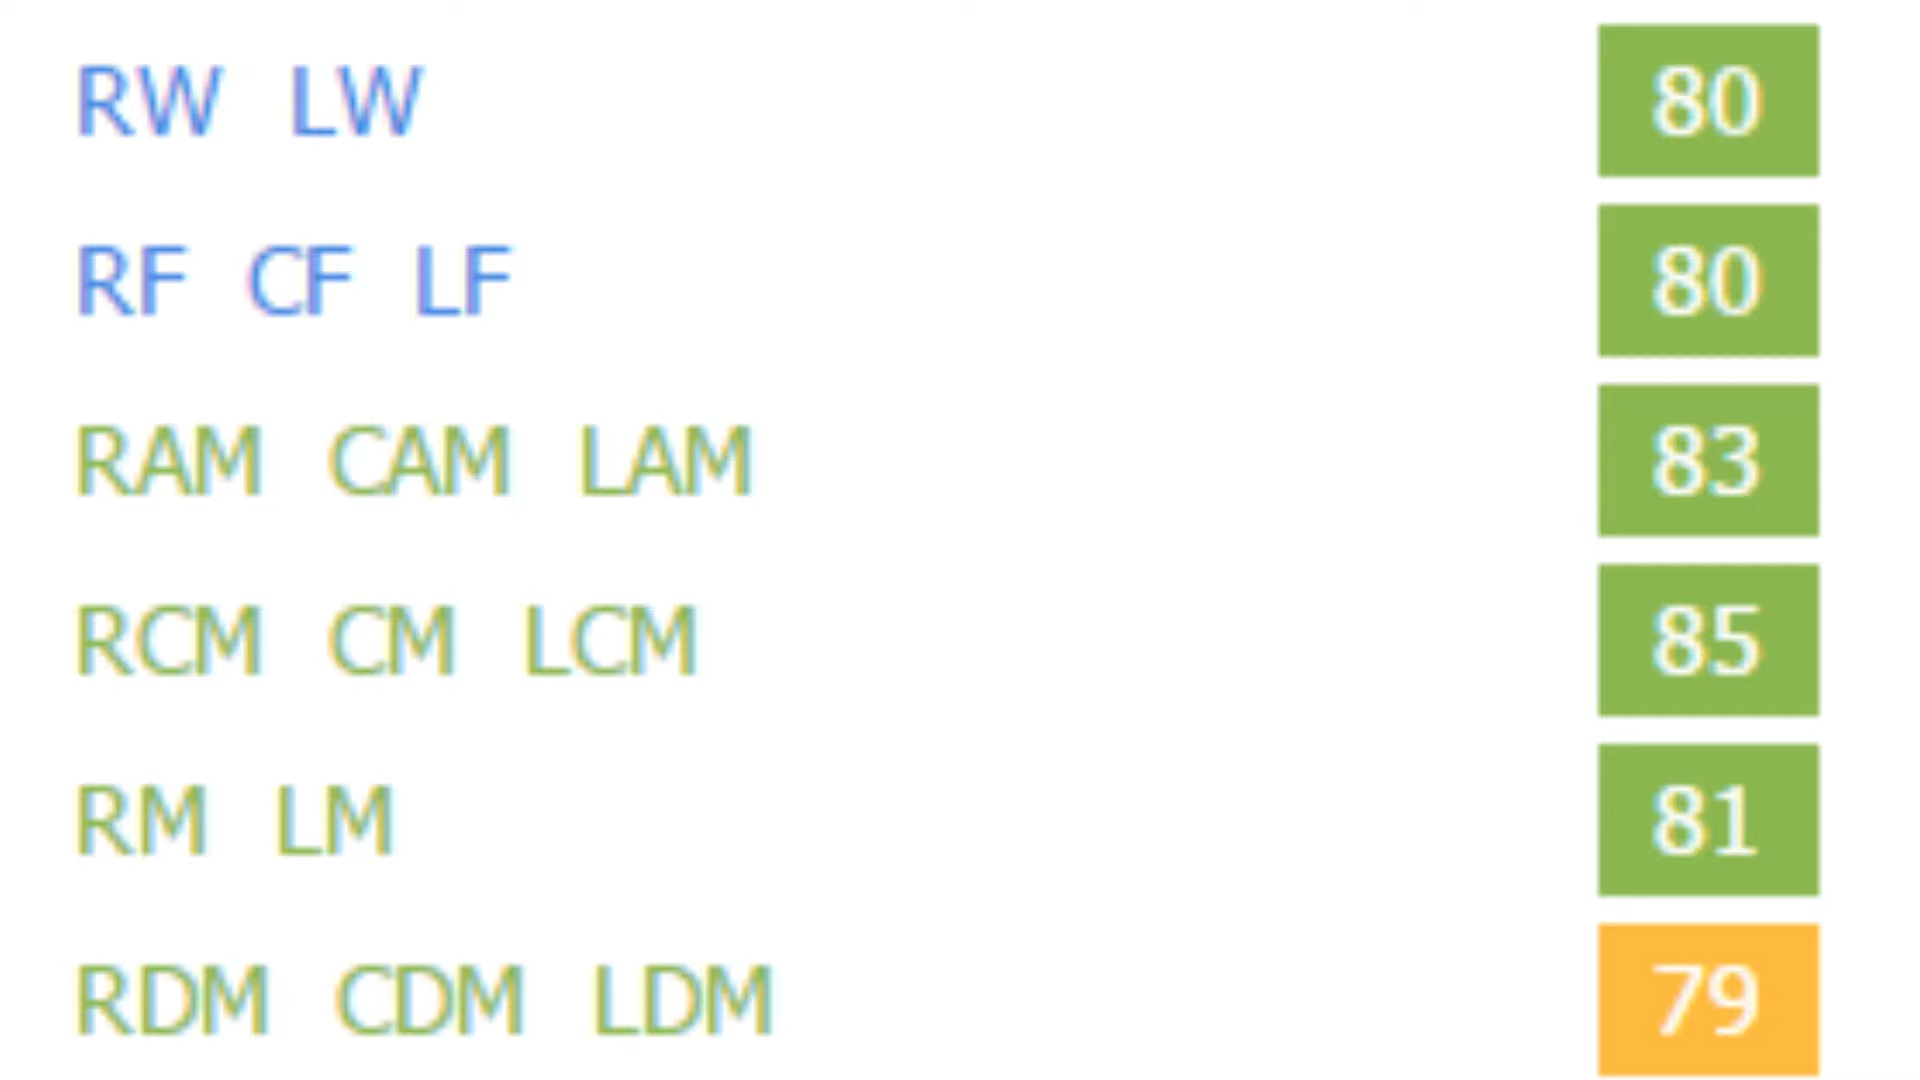 RW LW 80
RF CF LF 80
RAM CAM LAM 83
RCM CM LCM 85
RM LM 81
RDM CDM LDM 79